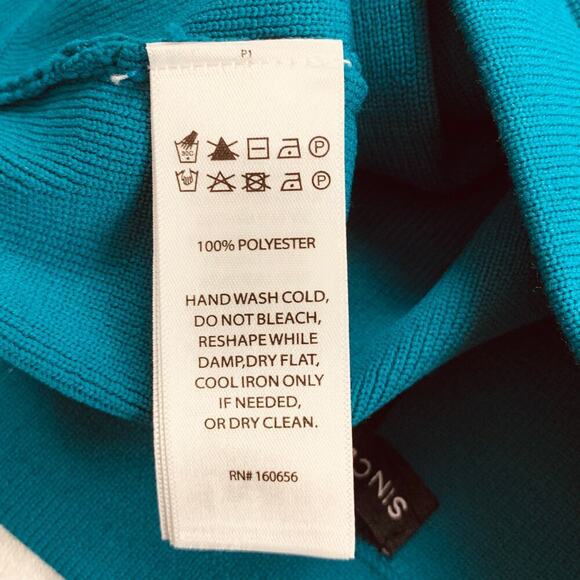 P1
30C
P
P
100% POLYESTER
HAND WASH COLD,
DO NOT BLEACH,
RESHAPE WHILE
DAMP,DRY FLAT,
COOL IRON ONLY
IF NEEDED,
OR DRY CLEAN.
RN# 160656